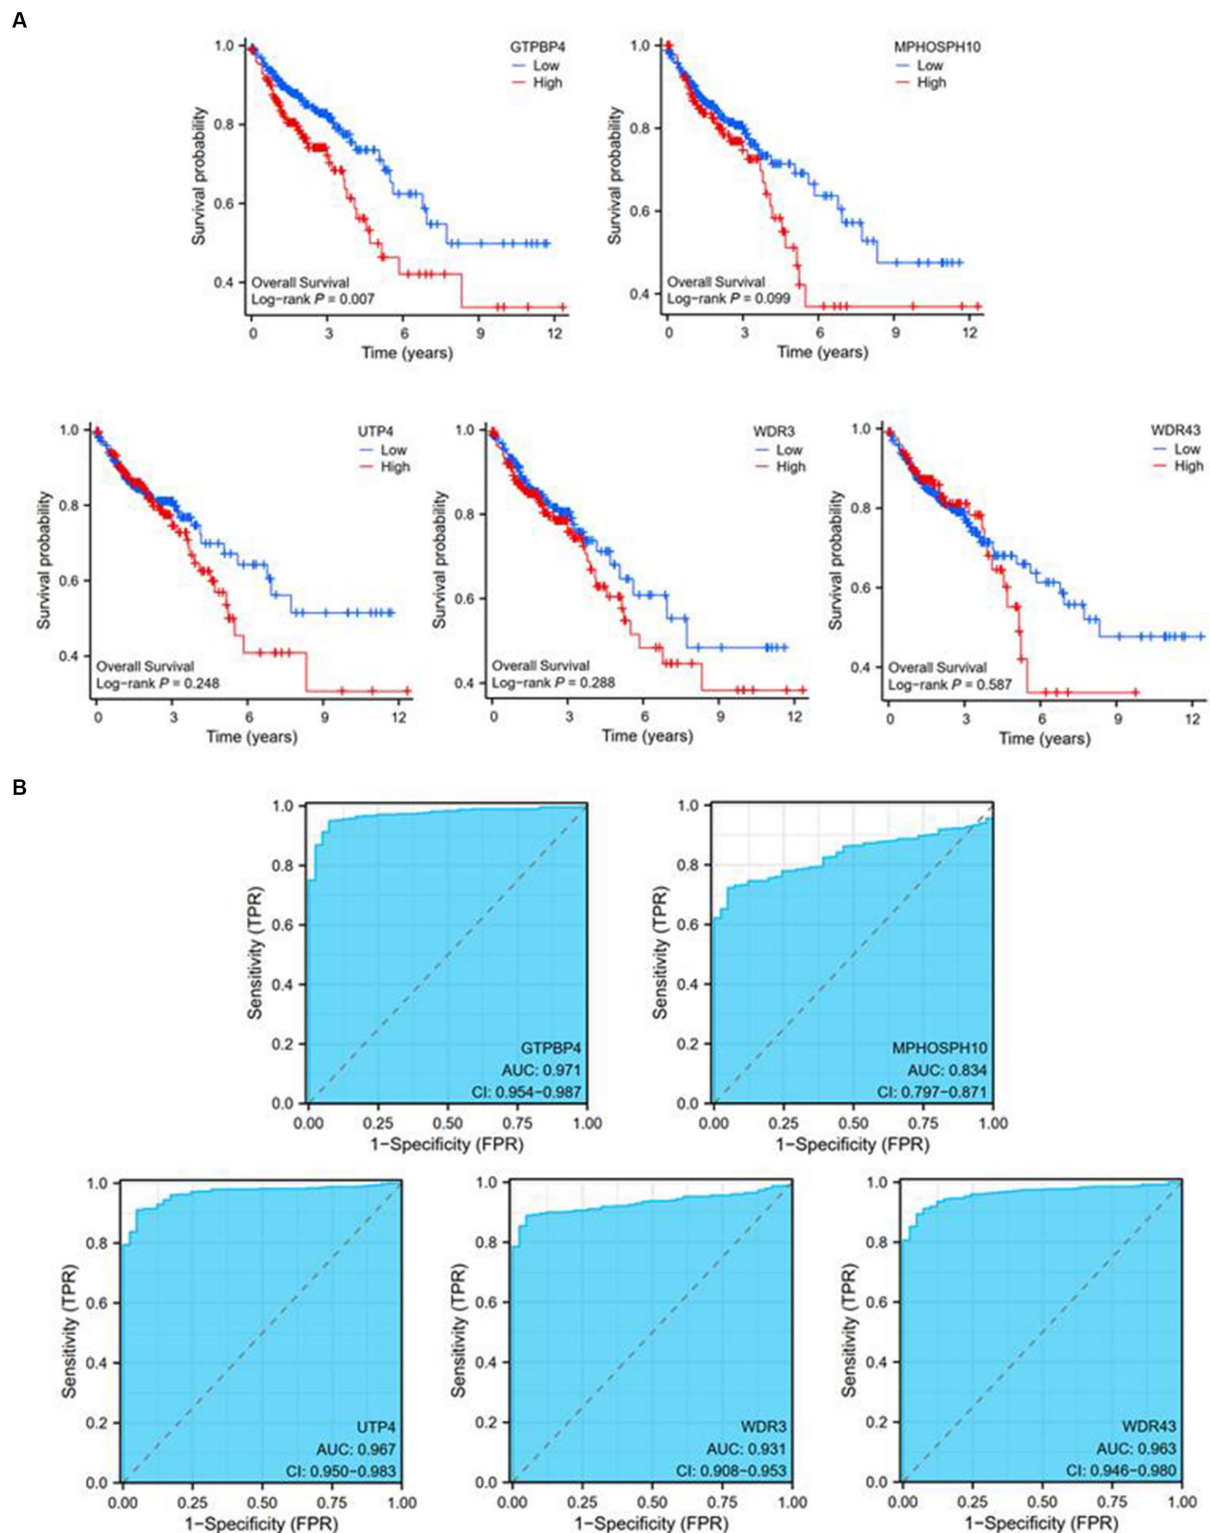 A
GTPBP4
Low
High
1.0
0.8
0.6
0.4
Survival probability
Overall Survival
Log−rank P = 0.007
0 3 6 9 12
Time (years)
MPHOSPH10
Low
High
1.0
0.8
0.6
0.4
Survival probability
Overall Survival
Log−rank P = 0.099
0 3 6 9 12
Time (years)
UTP4
Low
High
1.0
0.8
0.6
0.4
Survival probability
Overall Survival
Log−rank P = 0.248
0 3 6 9 12
Time (years)
WDR3
Low
High
1.0
0.8
0.6
0.4
Survival probability
Overall Survival
Log−rank P = 0.288
0 3 6 9 12
Time (years)
WDR43
Low
High
1.0
0.8
0.6
0.4
Survival probability
Overall Survival
Log−rank P = 0.587
0 3 6 9 12
Time (years)
B
1.0
0.8
0.6
0.4
0.2
0.0
Sensitivity (TPR)
GTPBP4
AUC: 0.971
CI: 0.954−0.987
0.00 0.25 0.50 0.75 1.00
1−Specificity (FPR)
1.0
0.8
0.6
0.4
0.2
0.0
Sensitivity (TPR)
MPHOSPH10
AUC: 0.834
CI: 0.797−0.871
0.00 0.25 0.50 0.75 1.00
1−Specificity (FPR)
1.0
0.8
0.6
0.4
0.2
0.0
Sensitivity (TPR)
UTP4
AUC: 0.967
CI: 0.950−0.983
0.00 0.25 0.50 0.75 1.00
1−Specificity (FPR)
1.0
0.8
0.6
0.4
0.2
0.0
Sensitivity (TPR)
WDR3
AUC: 0.931
CI: 0.908−0.953
0.00 0.25 0.50 0.75 1.00
1−Specificity (FPR)
1.0
0.8
0.6
0.4
0.2
0.0
Sensitivity (TPR)
WDR43
AUC: 0.963
CI: 0.946−0.980
0.00 0.25 0.50 0.75 1.00
1−Specificity (FPR)